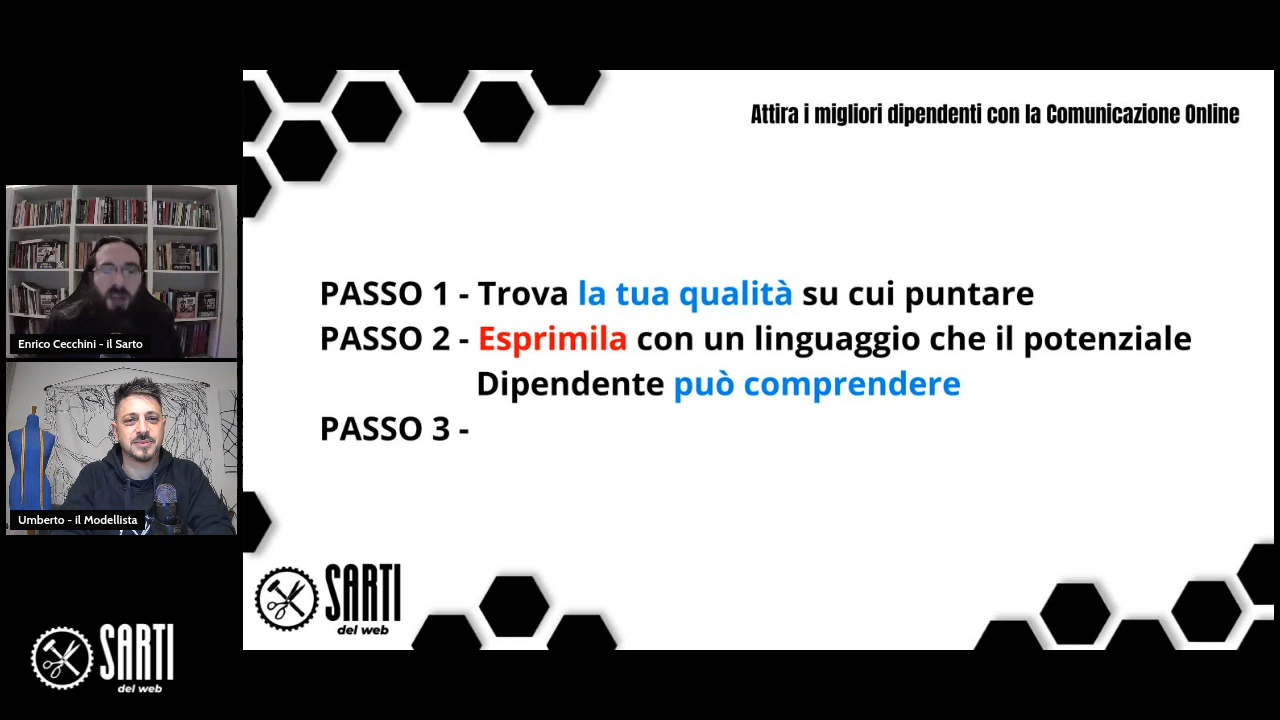 Attira i migliori dipendenti con la Comunicazione Online
Enrico Cecchini - il Sarto
Umberto - il Modellista
PASSO 1 - Trova la tua qualità su cui puntare
PASSO 2 - Esprimila con un linguaggio che il potenziale
Dipendente può comprendere
PASSO 3 -
SARTI
del web
SARTI
del web